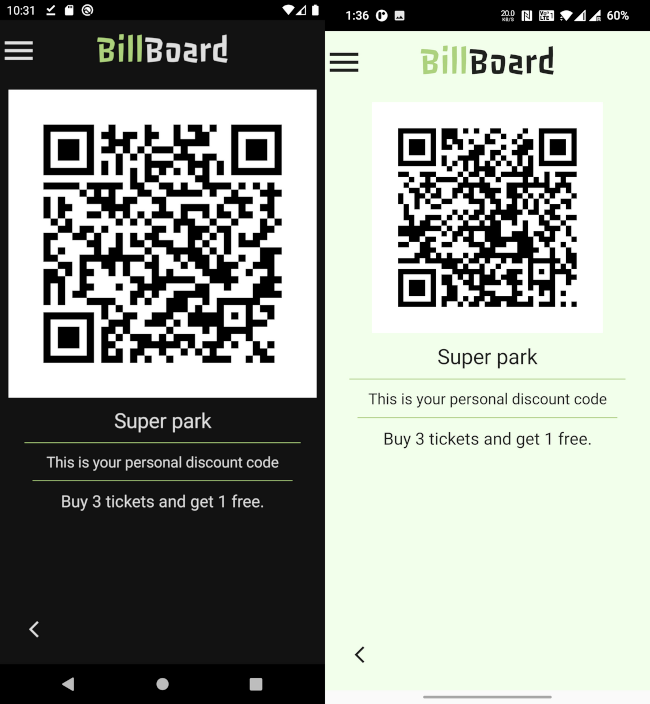 10:31
BillBoard
Super park
This is your personal discount code
Buy 3 tickets and get 1 free.
1:36
20.0
KB/S
60%
BillBoard
Super park
This is your personal discount code
Buy 3 tickets and get 1 free.